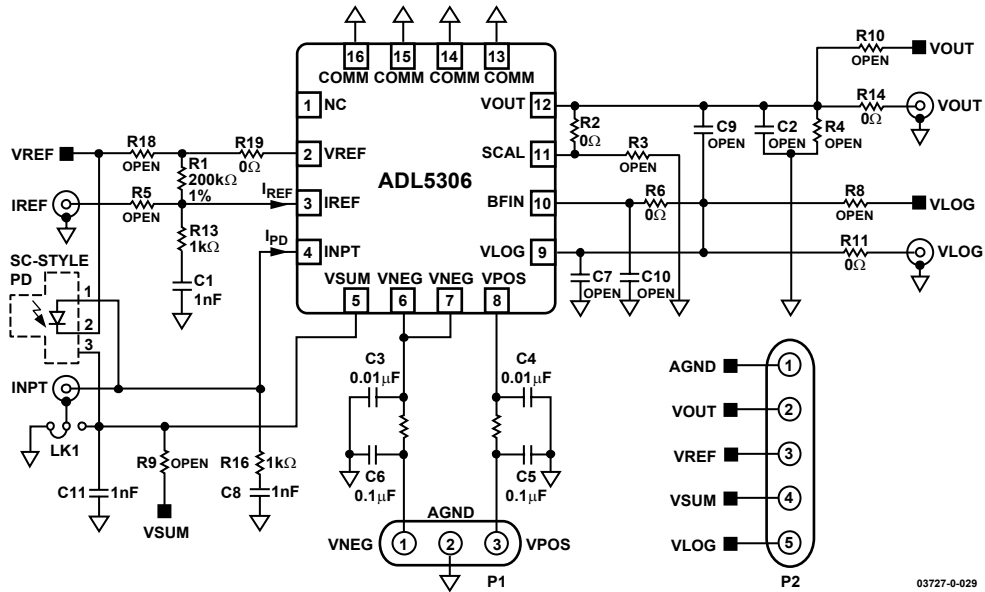 16 15 14 13
COMM COMM COMM COMM
1 NC
2 VREF
3 IREF
4 INPT
ADL5306
VOUT 12
SCAL 11
BFIN 10
VLOG 9
VSUM VNEG VNEG VPOS
5 6 7 8
VREF
R18
OPEN
R19
0Ω
R1
200kΩ
1%
IREF
R5
OPEN
IREF
R13
1kΩ
IPD
C1
1nF
SC-STYLE
PD
1
2
3
INPT
LK1
C11 1nF
R9 OPEN
VSUM
R16 1kΩ
C8 1nF
C3
0.01μF
C6
0.1μF
C4
0.01μF
C5
0.1μF
AGND
VNEG 1 2 3 VPOS
P1
R10
OPEN
VOUT
R14
0Ω
VOUT
R2
0Ω
R3
OPEN
C9
OPEN
C2
OPEN
R4
OPEN
R6
0Ω
R8
OPEN
VLOG
R11
0Ω
VLOG
C7
OPEN
C10
OPEN
AGND 1
VOUT 2
VREF 3
VSUM 4
VLOG 5
P2
03727-0-029